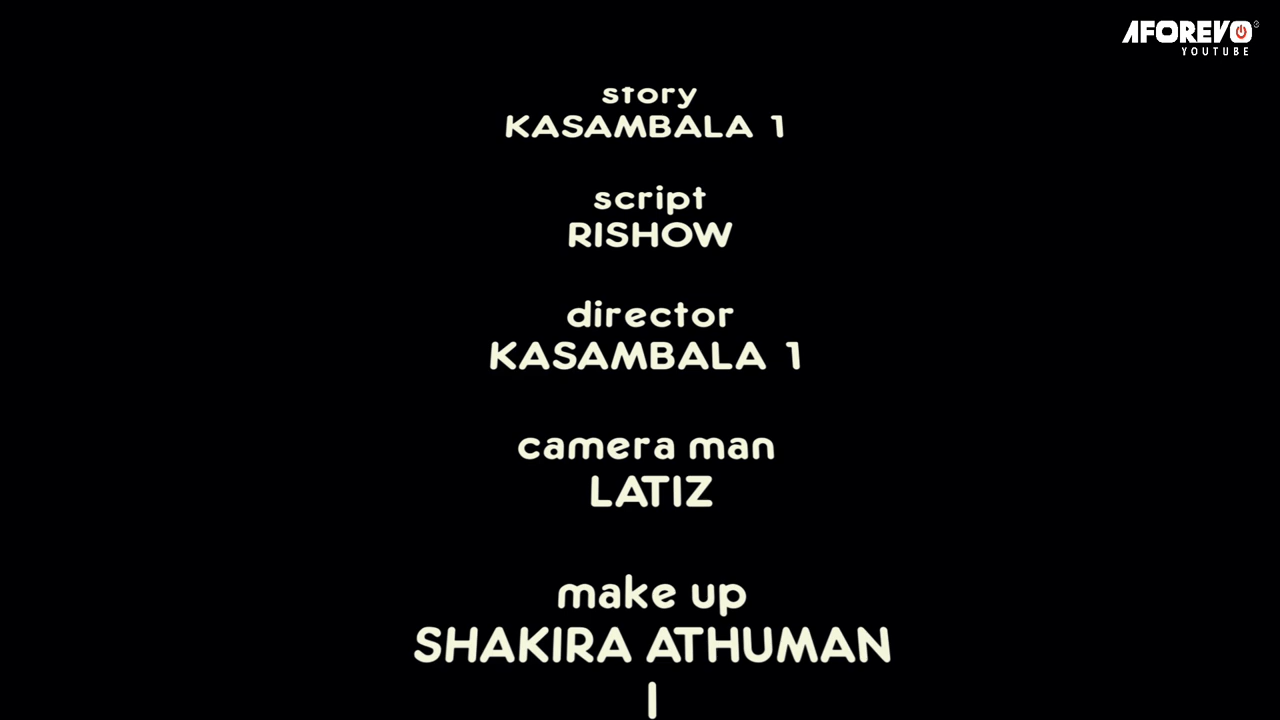 AFOREVO
YOUTUBE
story
KASAMBALA 1
script
RISHOW
director
KASAMBALA 1
camera man
LATIZ
make up
SHAKIRA ATHUMAN